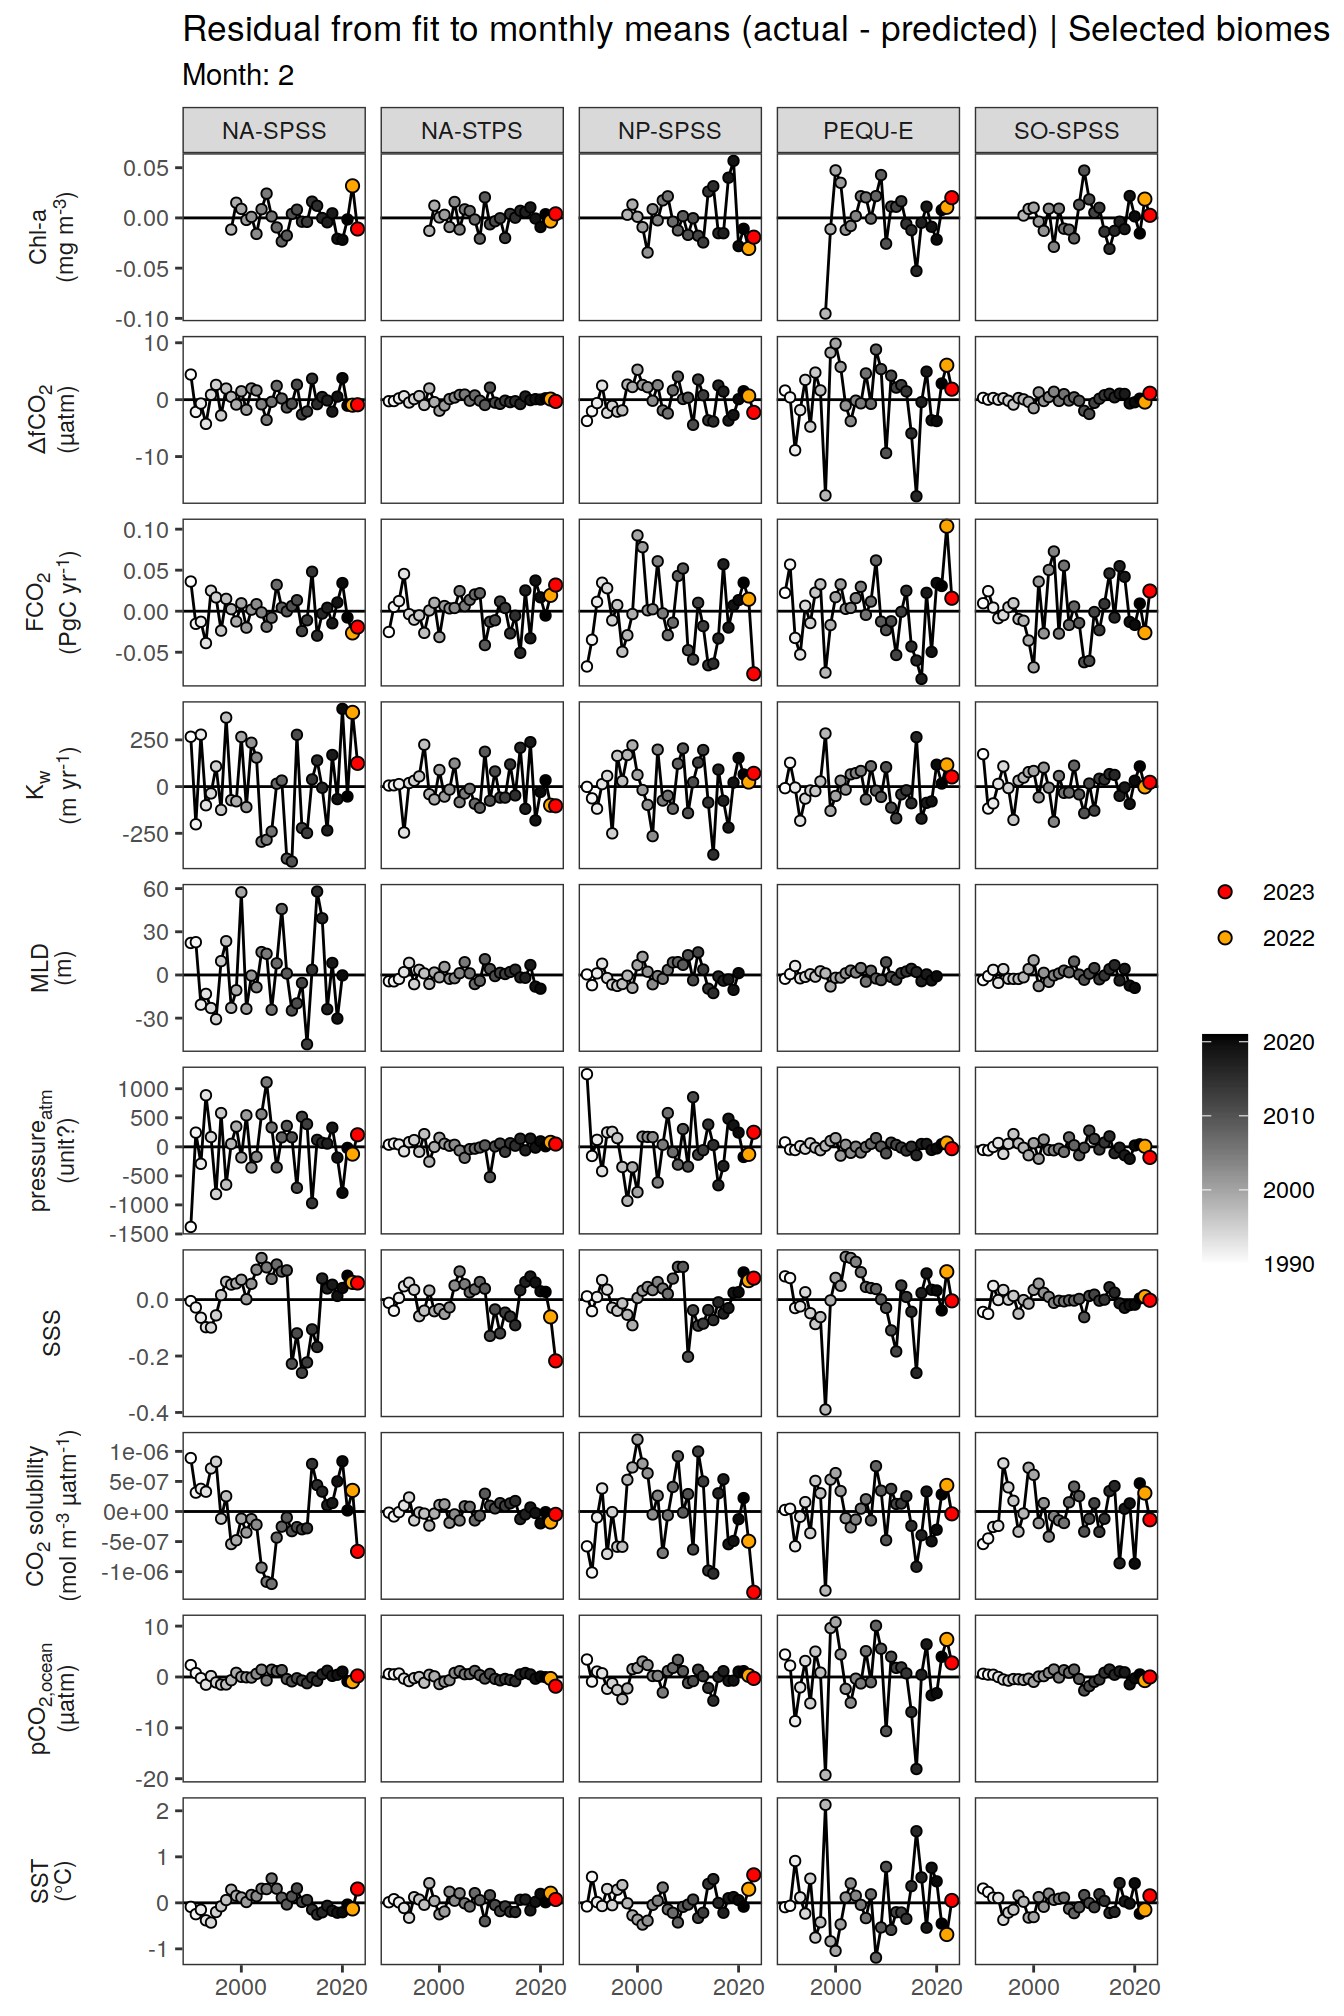 Residual from fit to monthly means (actual - predicted) | Selected biomes
Month: 2
NA-SPSS NA-STPS NP-SPSS PEQU-E SO-SPSS
Chl-a
(mg m⁻³)
0.05
0.00
-0.05
-0.10
ΔfCO₂
(µatm)
10
0
-10
FCO₂
(PgC yr⁻¹)
0.10
0.05
0.00
-0.05
K_w
(m yr⁻¹)
250
0
-250
MLD
(m)
60
30
0
-30
pressure_atm
(unit?)
1000
500
0
-500
-1000
-1500
SSS
0.0
-0.2
-0.4
CO₂ solubility
(mol m⁻³ µatm⁻¹)
1e-06
5e-07
0e+00
-5e-07
-1e-06
pCO₂,ocean
(µatm)
10
0
-10
-20
SST
(°C)
2
1
0
-1
2000 2020 2000 2020 2000 2020 2000 2020 2000 2020
2023
2022
2020
2010
2000
1990